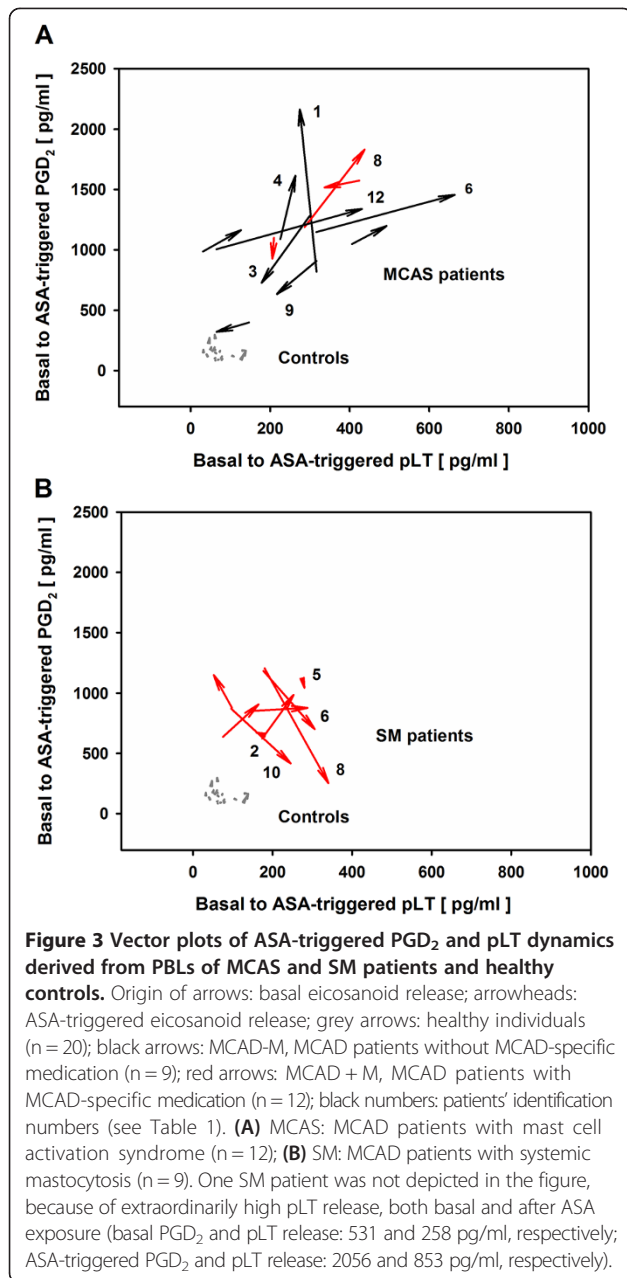 A
2500
2000
1500
1000
500
0
Basal to ASA-triggered PGD₂ [ pg/ml ]
1
8
4
6
12
3
9
MCAS patients
Controls
0 200 400 600 800 1000
Basal to ASA-triggered pLT [ pg/ml ]
B
2500
2000
1500
1000
500
0
Basal to ASA-triggered PGD₂ [ pg/ml ]
5
6
2
10
8
SM patients
Controls
0 200 400 600 800 1000
Basal to ASA-triggered pLT [ pg/ml ]
Figure 3 Vector plots of ASA-triggered PGD₂ and pLT dynamics
derived from PBLs of MCAS and SM patients and healthy
controls. Origin of arrows: basal eicosanoid release; arrowheads:
ASA-triggered eicosanoid release; grey arrows: healthy individuals
(n = 20); black arrows: MCAD-M, MCAD patients without MCAD-specific
medication (n = 9); red arrows: MCAD + M, MCAD patients with
MCAD-specific medication (n = 12); black numbers: patients' identification
numbers (see Table 1). (A) MCAS: MCAD patients with mast cell
activation syndrome (n = 12); (B) SM: MCAD patients with systemic
mastocytosis (n = 9). One SM patient was not depicted in the figure,
because of extraordinarily high pLT release, both basal and after ASA
exposure (basal PGD₂ and pLT release: 531 and 258 pg/ml, respectively;
ASA-triggered PGD₂ and pLT release: 2056 and 853 pg/ml, respectively).